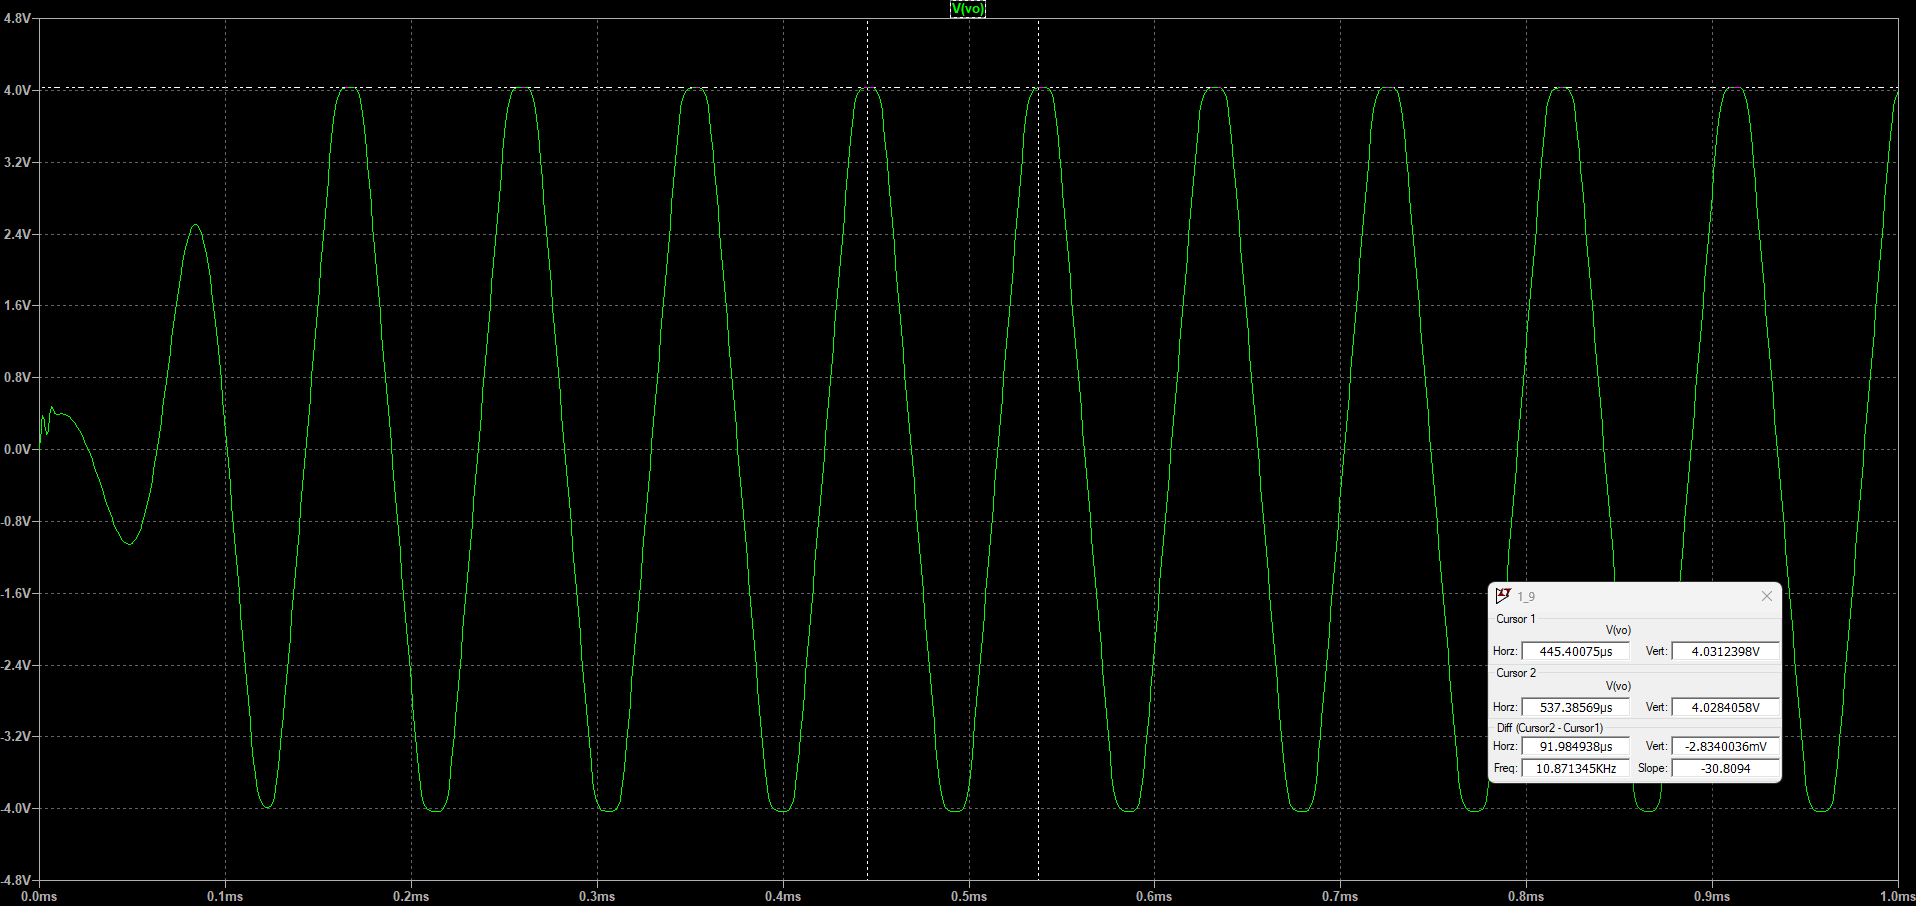 V(vo)
4.8V
4.0V
3.2V
2.4V
1.6V
0.8V
0.0V
-0.8V
-1.6V
-2.4V
-3.2V
-4.0V
-4.8V
0.0ms 0.1ms 0.2ms 0.3ms 0.4ms 0.5ms 0.6ms 0.7ms 0.8ms 0.9ms 1.0ms
1_9
Cursor 1
V(vo)
Horz: 445.40075µs Vert: 4.0312398V
Cursor 2
V(vo)
Horz: 537.38569µs Vert: 4.0284058V
Diff (Cursor2 - Cursor1)
Horz: 91.984938µs Vert: -2.8340036mV
Freq: 10.871345KHz Slope: -30.8094